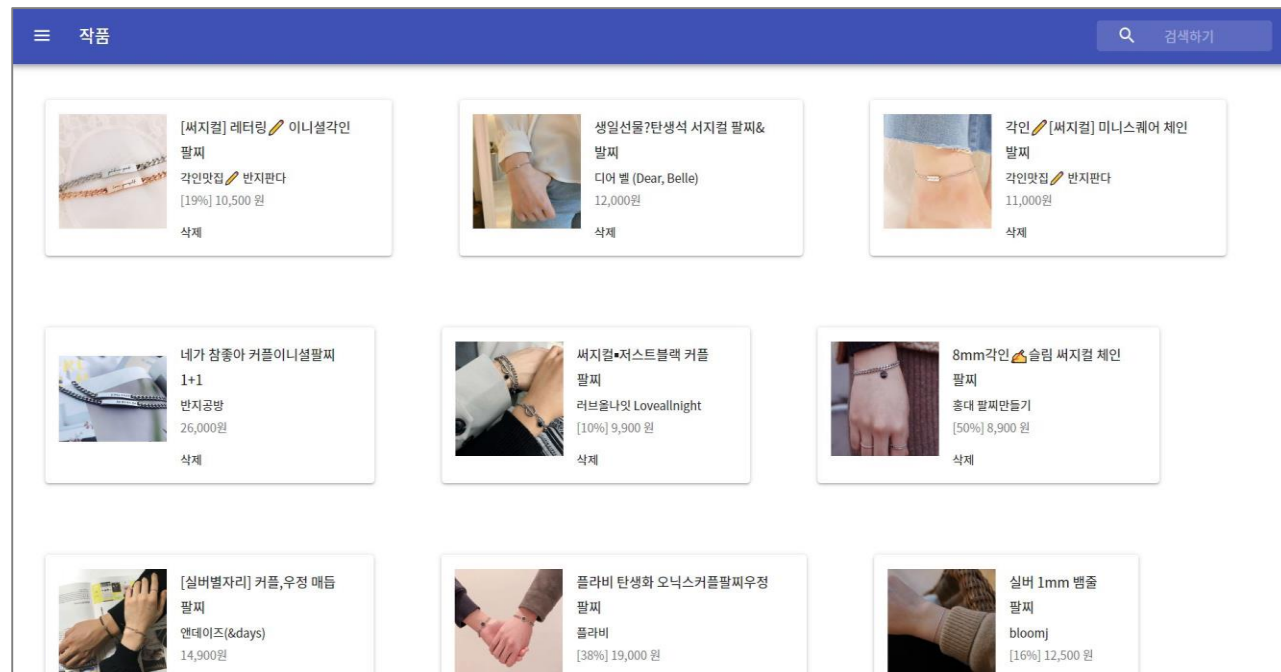 작품
검색하기
[써지컬] 레터링✏️ 이니셜각인
팔찌
각인맛집✏️ 반지판다
[19%] 10,500 원
삭제
생일선물?탄생석 서지컬 팔찌&
발찌
디어 벨 (Dear, Belle)
12,000원
삭제
각인✏️[써지컬] 미니스퀘어 체인
발찌
각인맛집✏️ 반지판다
11,000원
삭제
네가 참좋아 커플이니셜팔찌
1+1
반지공방
26,000원
삭제
써지컬▪저스트블랙 커플
팔찌
러브올나잇 Loveallnight
[10%] 9,900 원
삭제
8mm각인✍슬림 써지컬 체인
팔찌
홍대 팔찌만들기
[50%] 8,900 원
삭제
[실버별자리] 커플,우정 매듭
팔찌
앤데이즈(&days)
14,900원
플라비 탄생화 오닉스커플팔찌우정
팔찌
플라비
[38%] 19,000 원
실버 1mm 뱀줄
팔찌
bloomj
[16%] 12,500 원